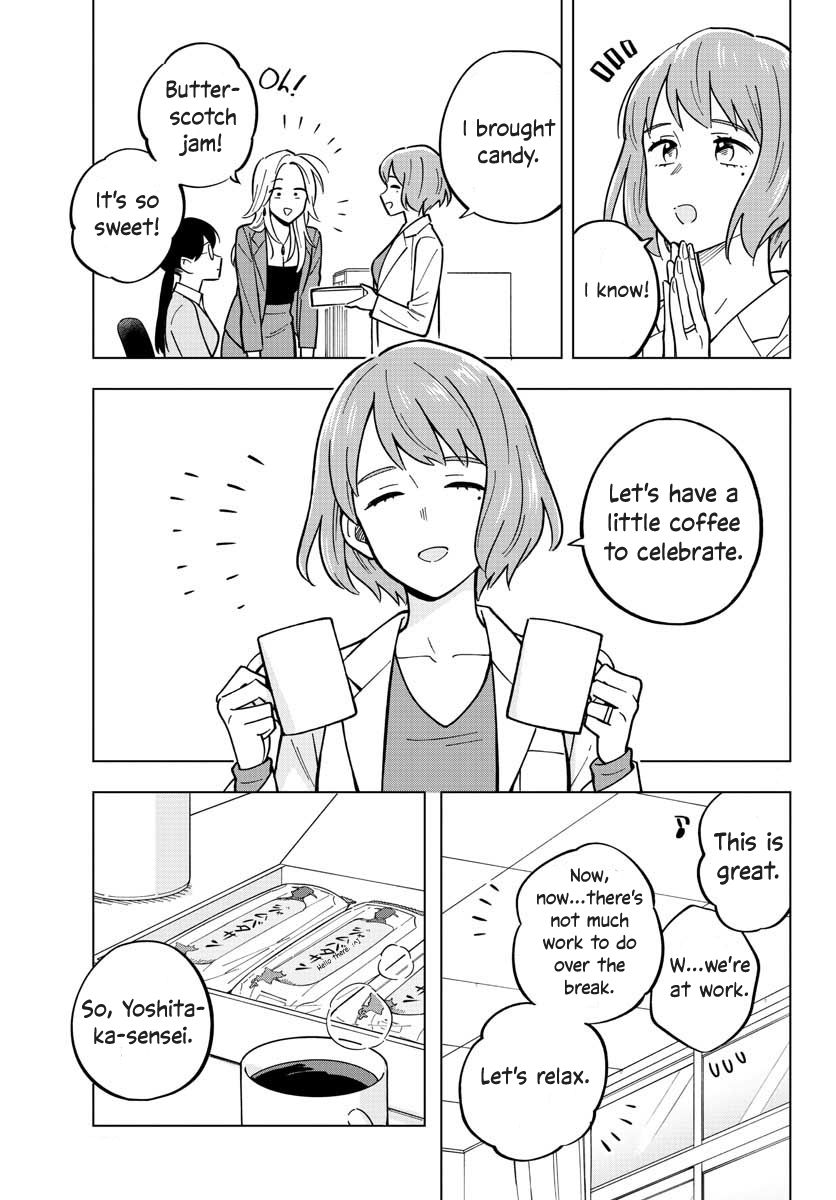 I know!
I brought
candy.
Oh!
Butter-
scotch
jam!
It's so
sweet!
Let's have a
little coffee
to celebrate.
This is
great.
W...we're
at work.
Now,
now...there's
not much
work to do
over the
break.
Let's relax.
Hello there.
So, Yoshita-
ka-sensei.